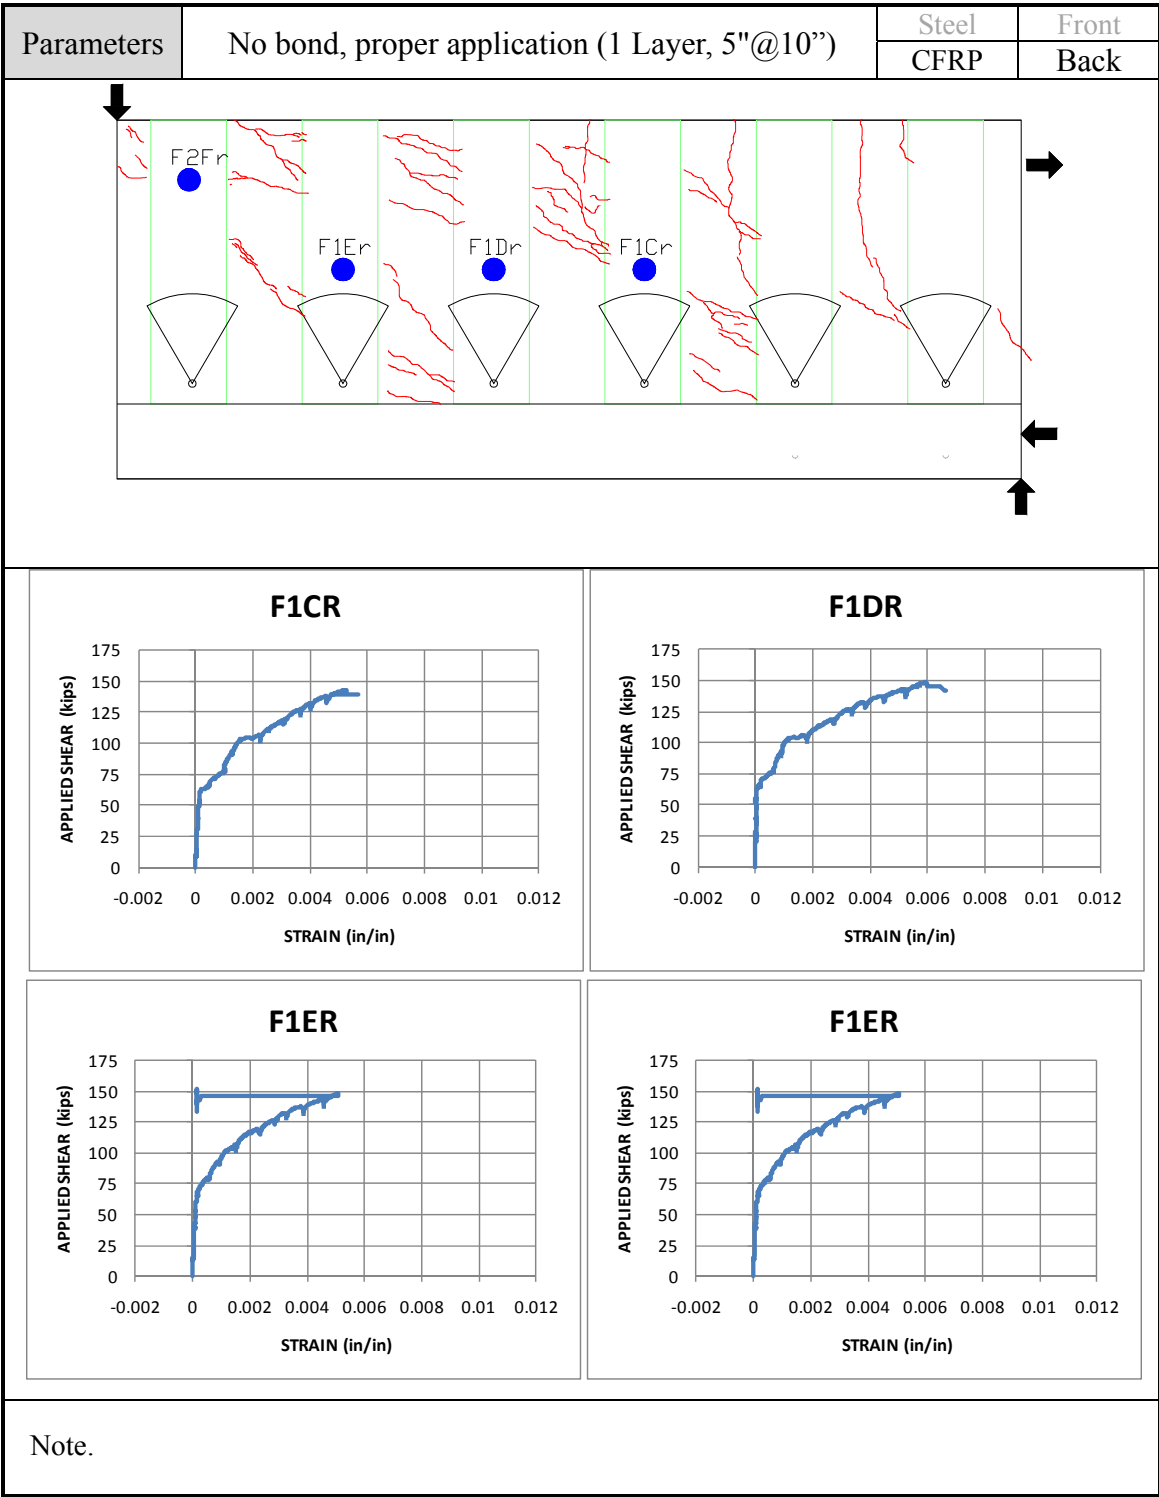 Parameters
No bond, proper application (1 Layer, 5"@10”)
Steel
Front
CFRP
Back
F2Fr
F1Er
F1Dr
F1Cr
F1CR
APPLIED SHEAR (kips)
175
150
125
100
75
50
25
0
-0.002 0 0.002 0.004 0.006 0.008 0.01 0.012
STRAIN (in/in)
F1DR
APPLIED SHEAR (kips)
175
150
125
100
75
50
25
0
-0.002 0 0.002 0.004 0.006 0.008 0.01 0.012
STRAIN (in/in)
F1ER
APPLIED SHEAR (kips)
175
150
125
100
75
50
25
0
-0.002 0 0.002 0.004 0.006 0.008 0.01 0.012
STRAIN (in/in)
F1ER
APPLIED SHEAR (kips)
175
150
125
100
75
50
25
0
-0.002 0 0.002 0.004 0.006 0.008 0.01 0.012
STRAIN (in/in)
Note.